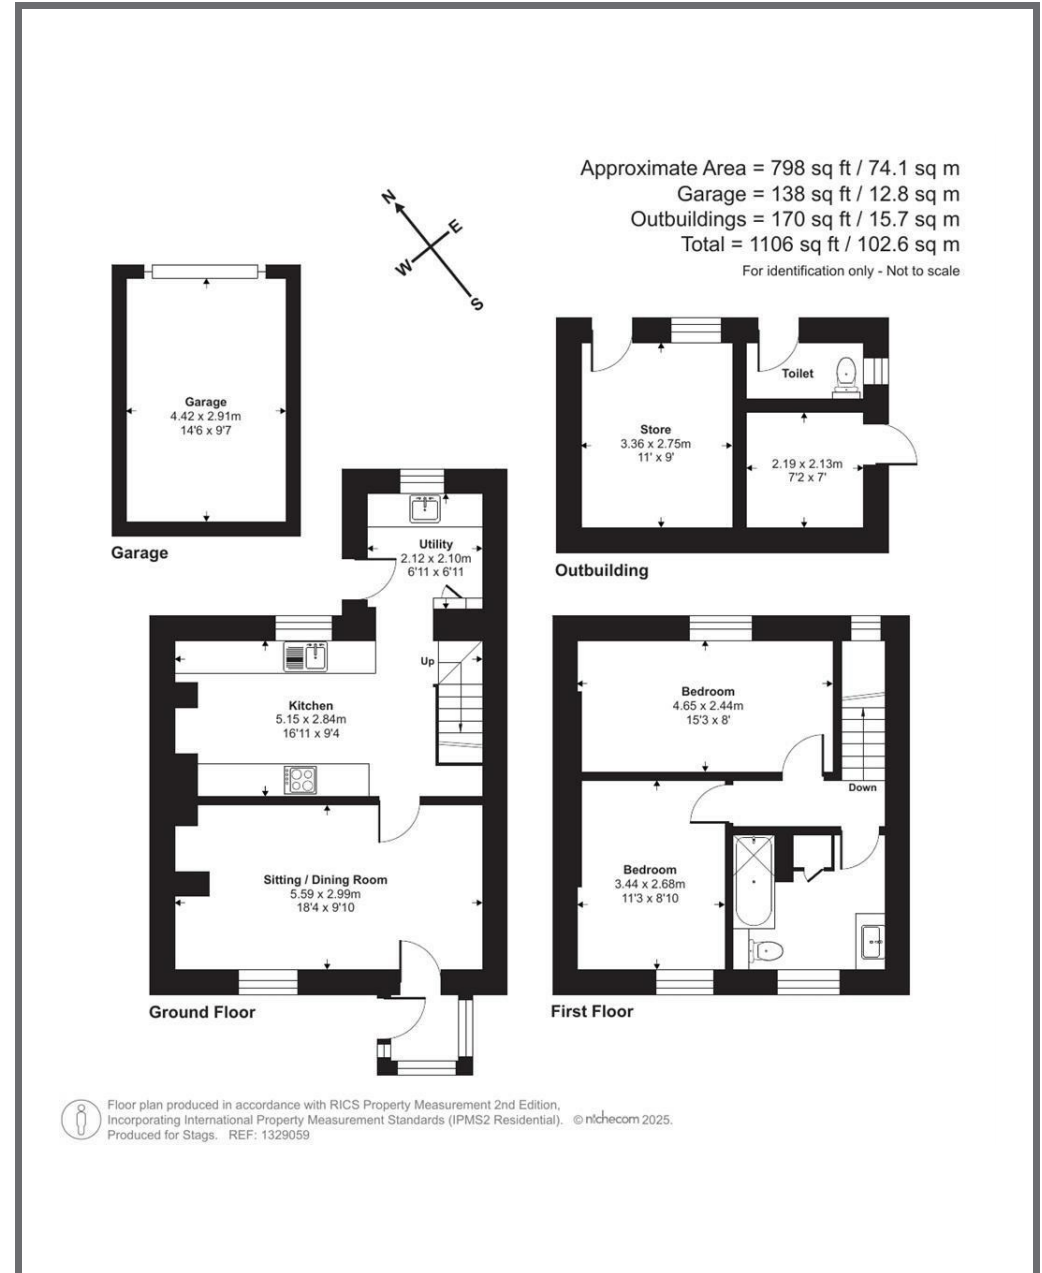 Approximate Area = 798 sq ft / 74.1 sq m
Garage = 138 sq ft / 12.8 sq m
Outbuildings = 170 sq ft / 15.7 sq m
Total = 1106 sq ft / 102.6 sq m
For identification only - Not to scale
N
E
W
S
Garage
4.42 x 2.91m
14'6 x 9'7
Garage
Toilet
Store
3.36 x 2.75m
11' x 9'
2.19 x 2.13m
7'2 x 7'
Outbuilding
Utility
2.12 x 2.10m
6'11 x 6'11
Up
Kitchen
5.15 x 2.84m
16'11 x 9'4
Sitting / Dining Room
5.59 x 2.99m
18'4 x 9'10
Ground Floor
Bedroom
4.65 x 2.44m
15'3 x 8'
Down
Bedroom
3.44 x 2.68m
11'3 x 8'10
First Floor
Floor plan produced in accordance with RICS Property Measurement 2nd Edition,
Incorporating International Property Measurement Standards (IPMS2 Residential). © nichecom 2025.
Produced for Stags. REF: 1329059